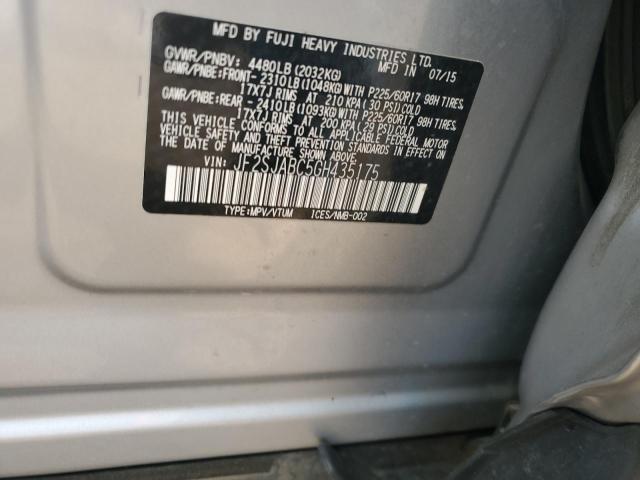 MFD BY FUJI HEAVY INDUSTRIES LTD.
MFD IN 07/15
GVWR/PNBV: 4480LB(2032KG)
GAWR/PNBE:FRONT- 2310LB(1048KG)WITH P225/60R17 98H TIRES,
17X7J RIMS AT 210 KPA(30 PSI)COLD
GAWR/PNBE:REAR - 2410LB(1093KG)WITH P225/60R17 98H TIRES,
17X7J RIMS AT 200 KPA(29 PSI)COLD
THIS VEHICLE CONFORMS TO ALL APPLICABLE FEDERAL MOTOR
VEHICLE SAFETY AND THEFT PREVENTION STANDARDS IN EFFECT
ON THE DATE OF MANUFACTURE SHOWN ABOVE.
VIN: JF2SJABC5GH435175
TYPE:MPV/VTUM ICES/NMB-002